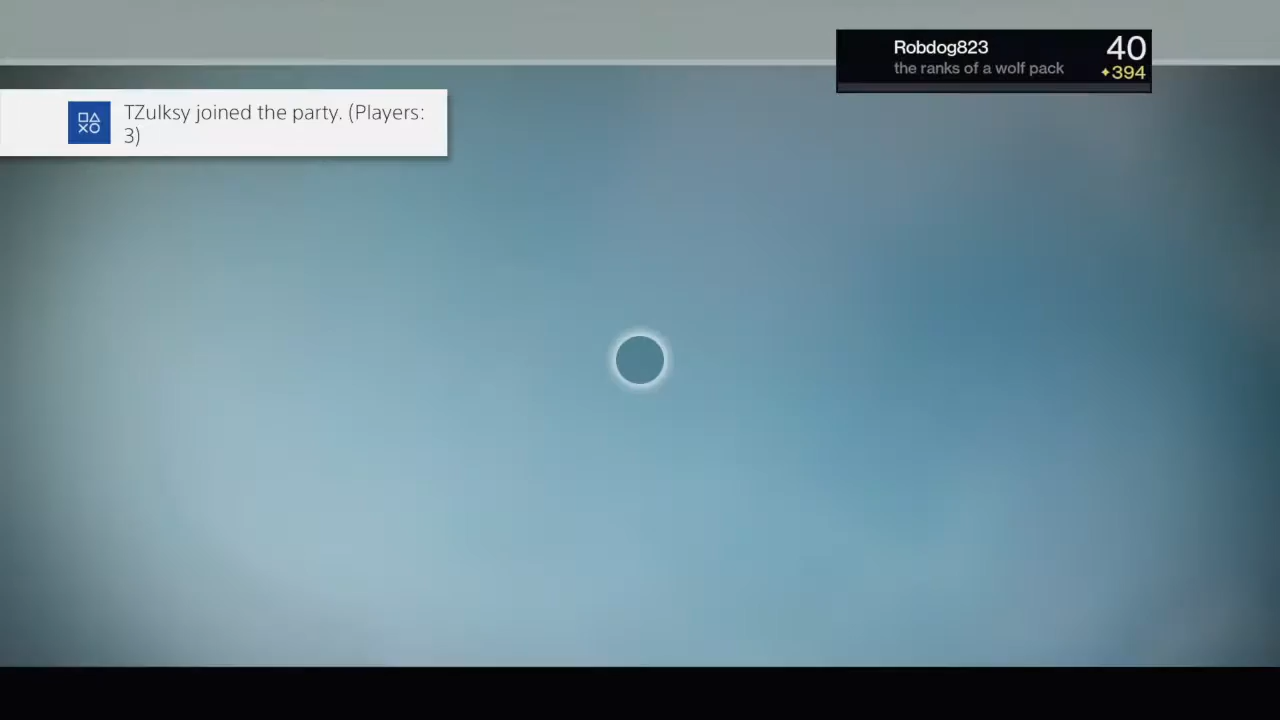 Robdog823
40
the ranks of a wolf pack
394
TZulksy joined the party. (Players:
3)